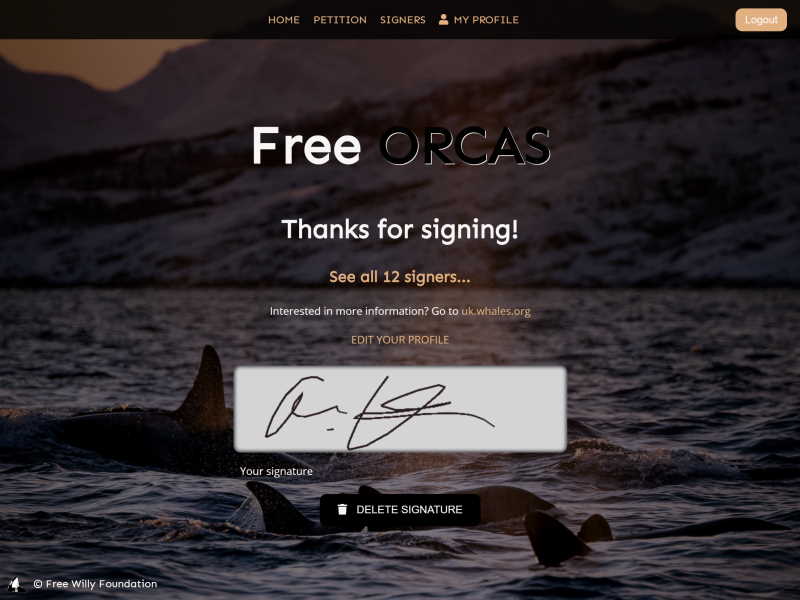 HOME PETITION SIGNERS MY PROFILE Logout
Free ORCAS
Thanks for signing!
See all 12 signers...
Interested in more information? Go to uk.whales.org
EDIT YOUR PROFILE
Your signature
DELETE SIGNATURE
© Free Willy Foundation